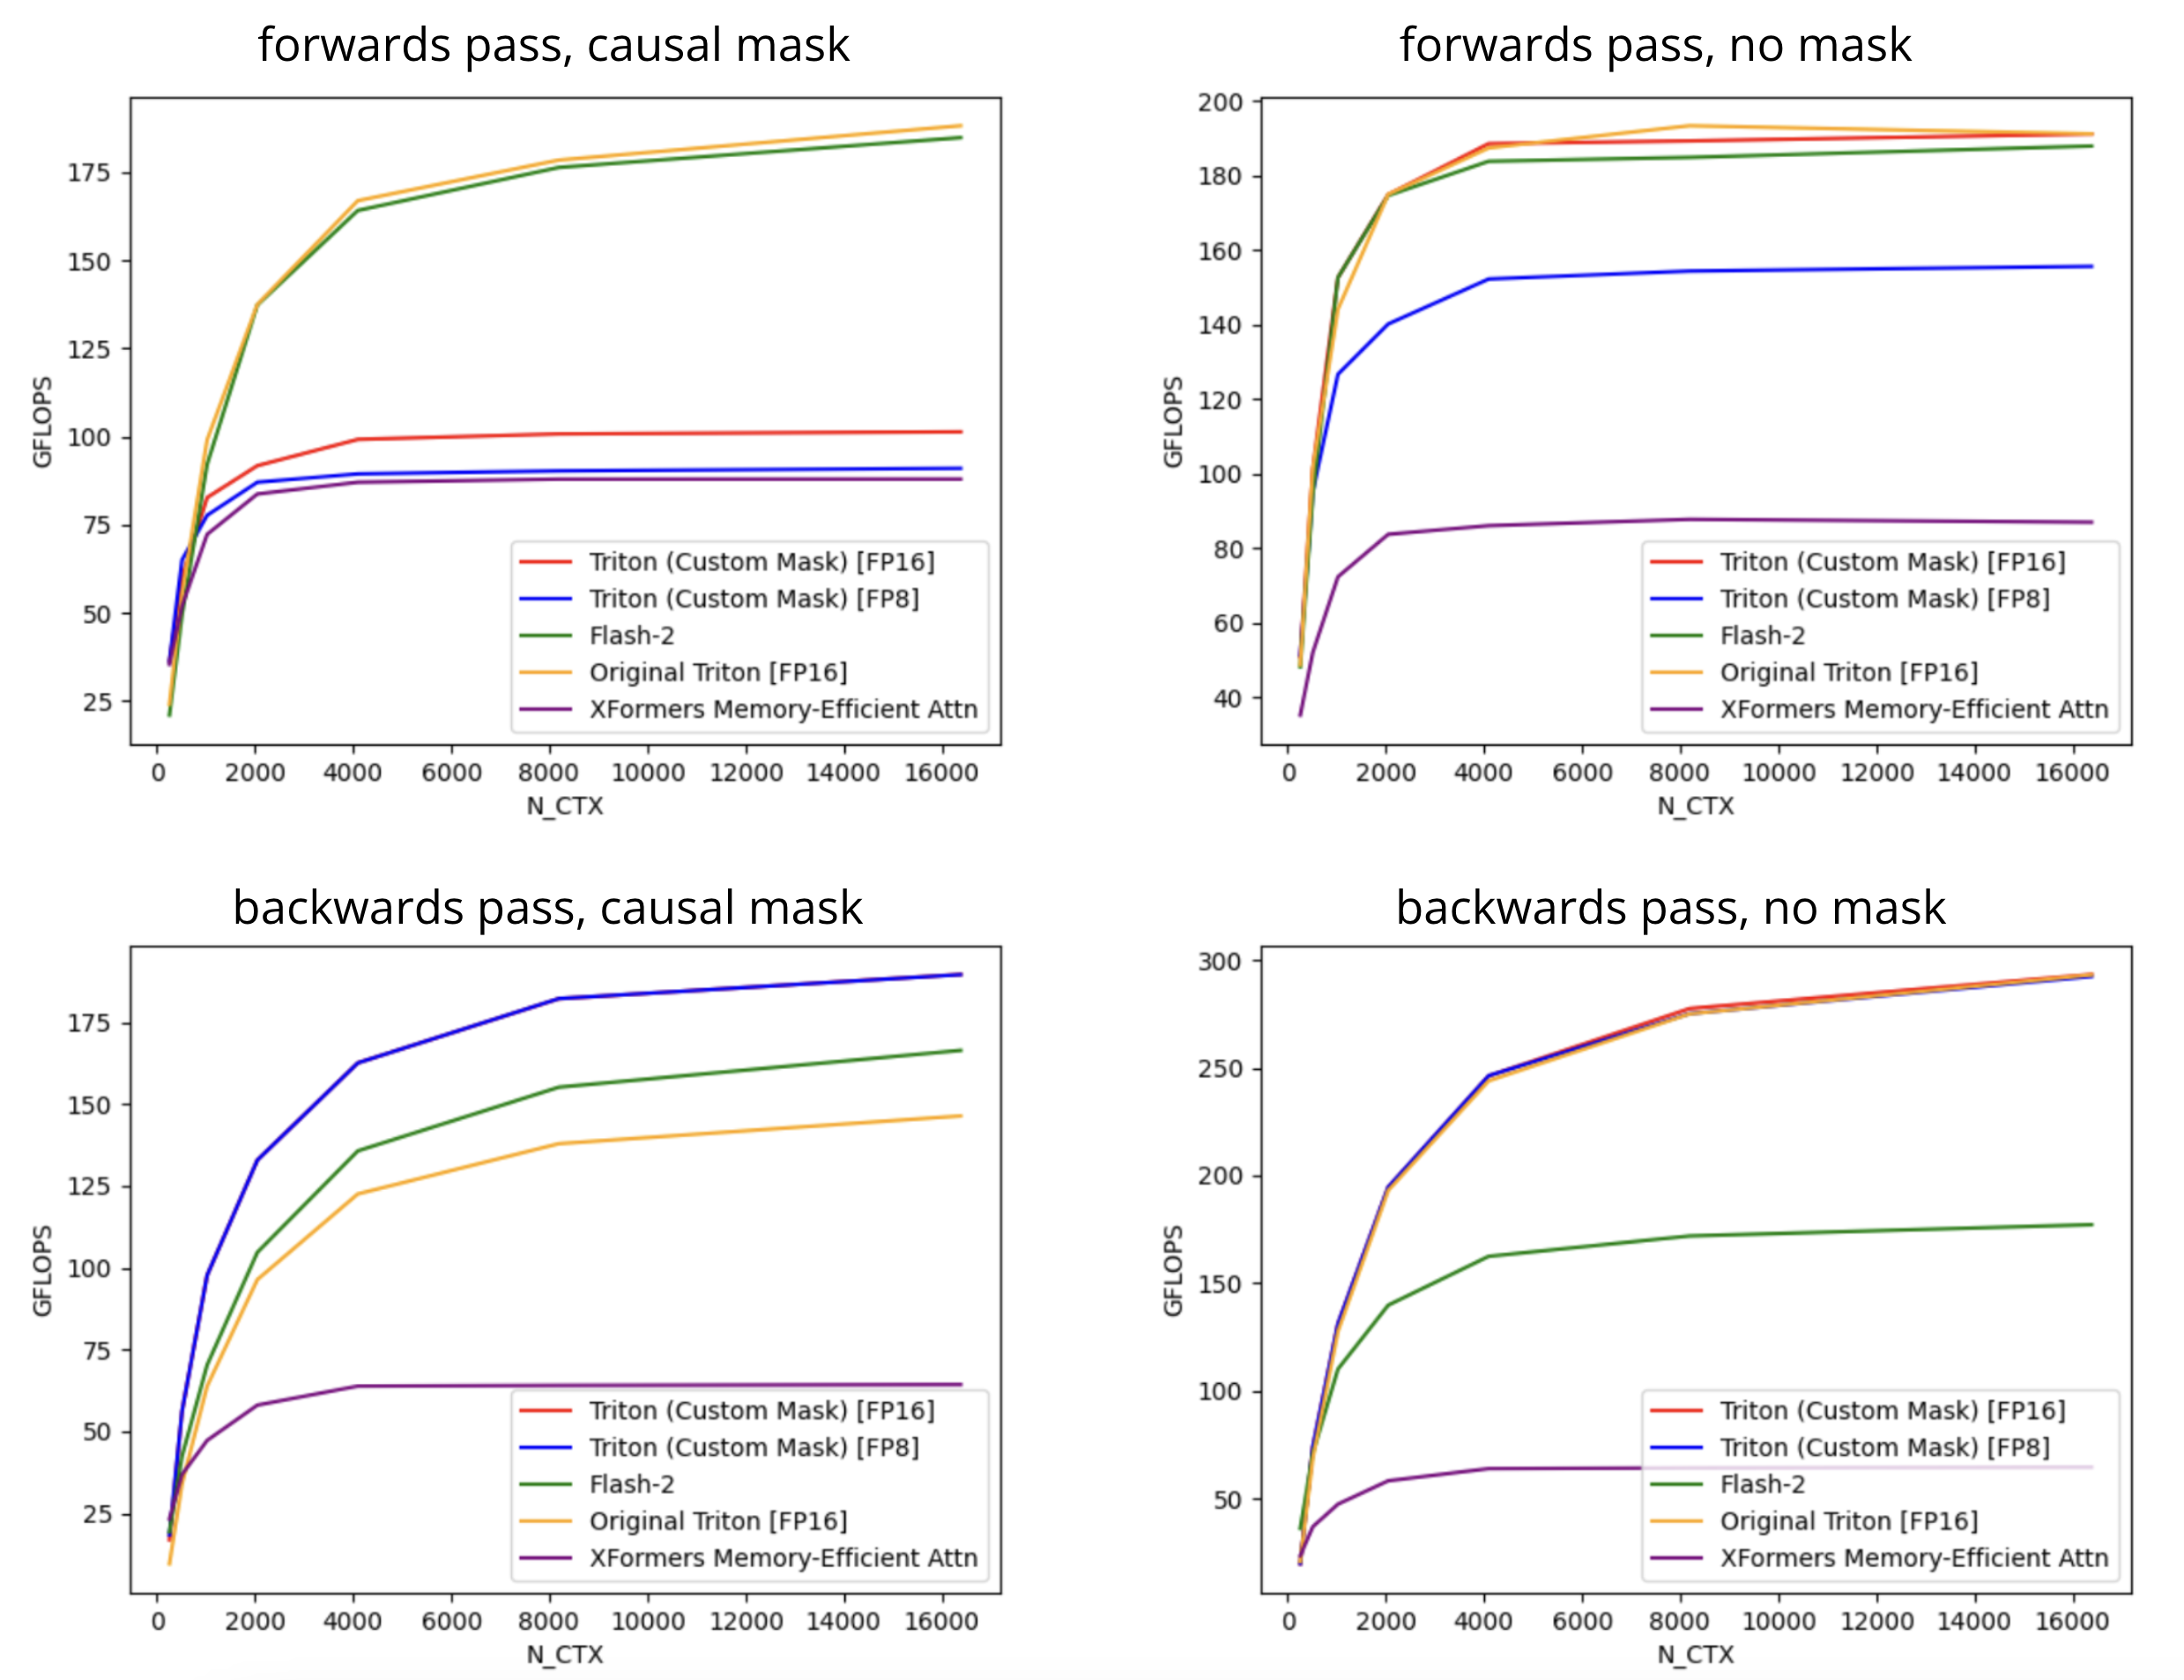 forwards pass, causal mask
175
150
125
100
75
50
25
GFLOPS
0 2000 4000 6000 8000 10000 12000 14000 16000
N_CTX
Triton (Custom Mask) [FP16]
Triton (Custom Mask) [FP8]
Flash-2
Original Triton [FP16]
XFormers Memory-Efficient Attn
forwards pass, no mask
200
180
160
140
120
100
80
60
40
GFLOPS
0 2000 4000 6000 8000 10000 12000 14000 16000
N_CTX
Triton (Custom Mask) [FP16]
Triton (Custom Mask) [FP8]
Flash-2
Original Triton [FP16]
XFormers Memory-Efficient Attn
backwards pass, causal mask
175
150
125
100
75
50
25
GFLOPS
0 2000 4000 6000 8000 10000 12000 14000 16000
N_CTX
Triton (Custom Mask) [FP16]
Triton (Custom Mask) [FP8]
Flash-2
Original Triton [FP16]
XFormers Memory-Efficient Attn
backwards pass, no mask
300
250
200
150
100
50
GFLOPS
0 2000 4000 6000 8000 10000 12000 14000 16000
N_CTX
Triton (Custom Mask) [FP16]
Triton (Custom Mask) [FP8]
Flash-2
Original Triton [FP16]
XFormers Memory-Efficient Attn